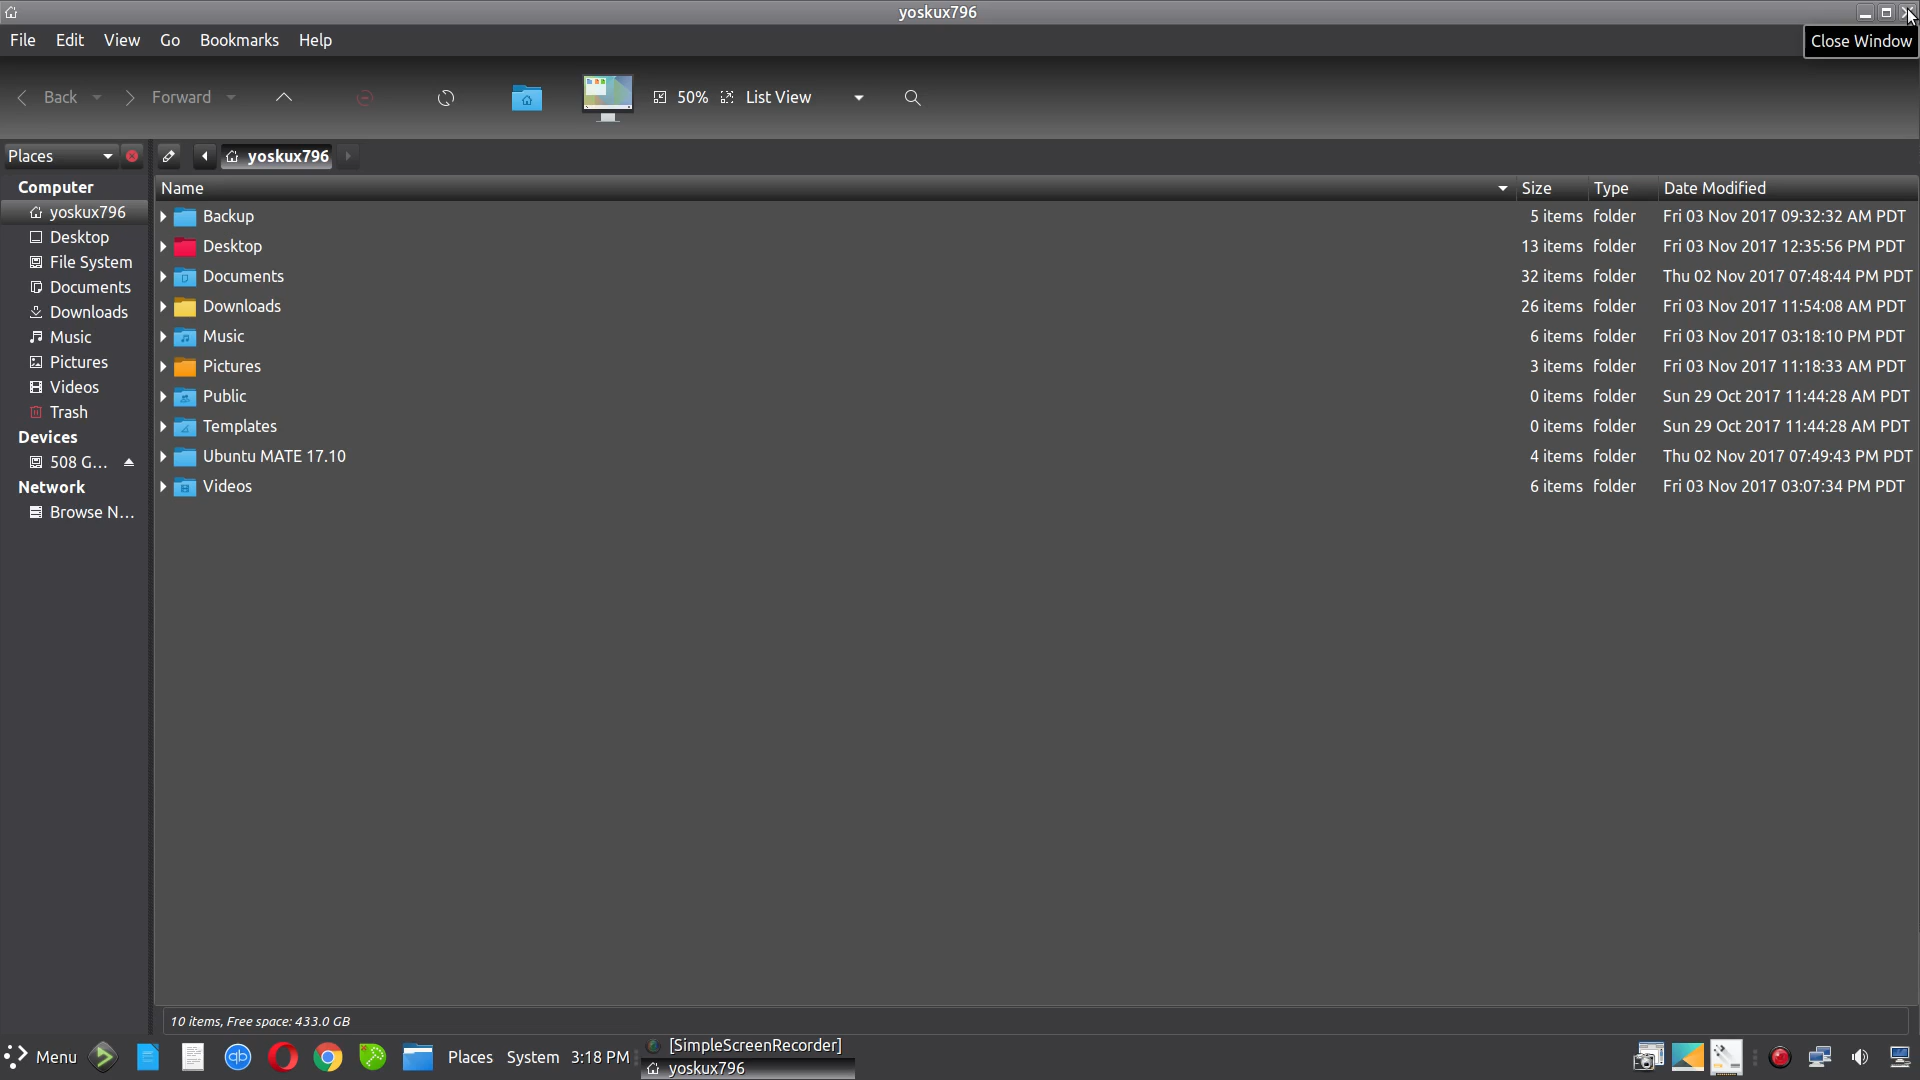 yoskux796
File Edit View Go Bookmarks Help
Close Window
Back Forward 50% List View
Places yoskux796
Computer
yoskux796
Desktop
File System
Documents
Downloads
Music
Pictures
Videos
Trash
Devices
508 G...
Network
Browse N...
Name Size Type Date Modified
Backup 5 items folder Fri 03 Nov 2017 09:32:32 AM PDT
Desktop 13 items folder Fri 03 Nov 2017 12:35:56 PM PDT
Documents 32 items folder Thu 02 Nov 2017 07:48:44 PM PDT
Downloads 26 items folder Fri 03 Nov 2017 11:54:08 AM PDT
Music 6 items folder Fri 03 Nov 2017 03:18:10 PM PDT
Pictures 3 items folder Fri 03 Nov 2017 11:18:33 AM PDT
Public 0 items folder Sun 29 Oct 2017 11:44:28 AM PDT
Templates 0 items folder Sun 29 Oct 2017 11:44:28 AM PDT
Ubuntu MATE 17.10 4 items folder Thu 02 Nov 2017 07:49:43 PM PDT
Videos 6 items folder Fri 03 Nov 2017 03:07:34 PM PDT
10 items, Free space: 433.0 GB
Menu qb Places System 3:18 PM
[SimpleScreenRecorder]
yoskux796